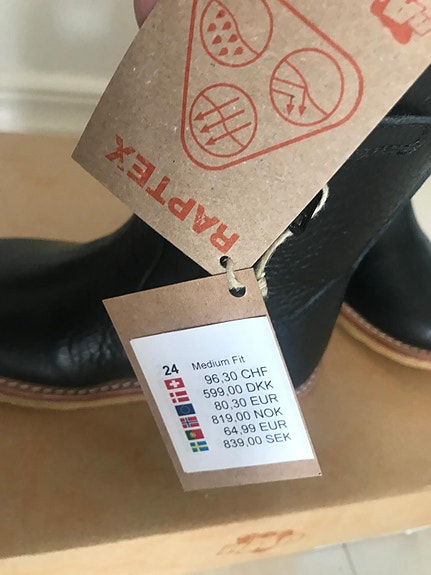 RAPTEX
24 Medium Fit
96,30 CHF
599,00 DKK
80,30 EUR
819,00 NOK
64,99 EUR
839,00 SEK